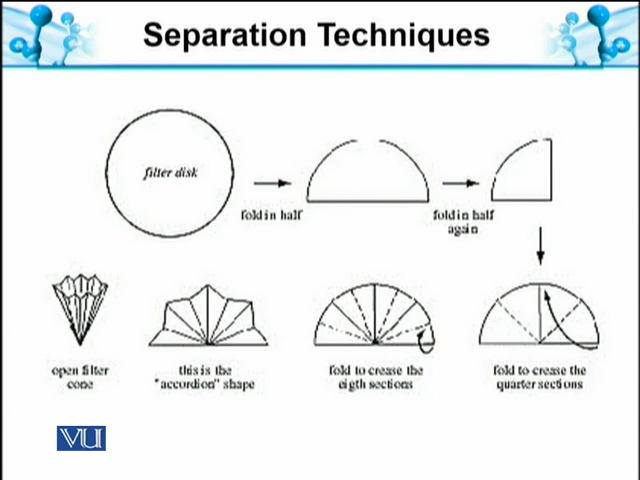 Separation Techniques
filter disk
fold in half
fold in half
again
open filter
cone
this is the
"accordion" shape
fold to crease the
eigth sections
fold to crease the
quarter sections
VU